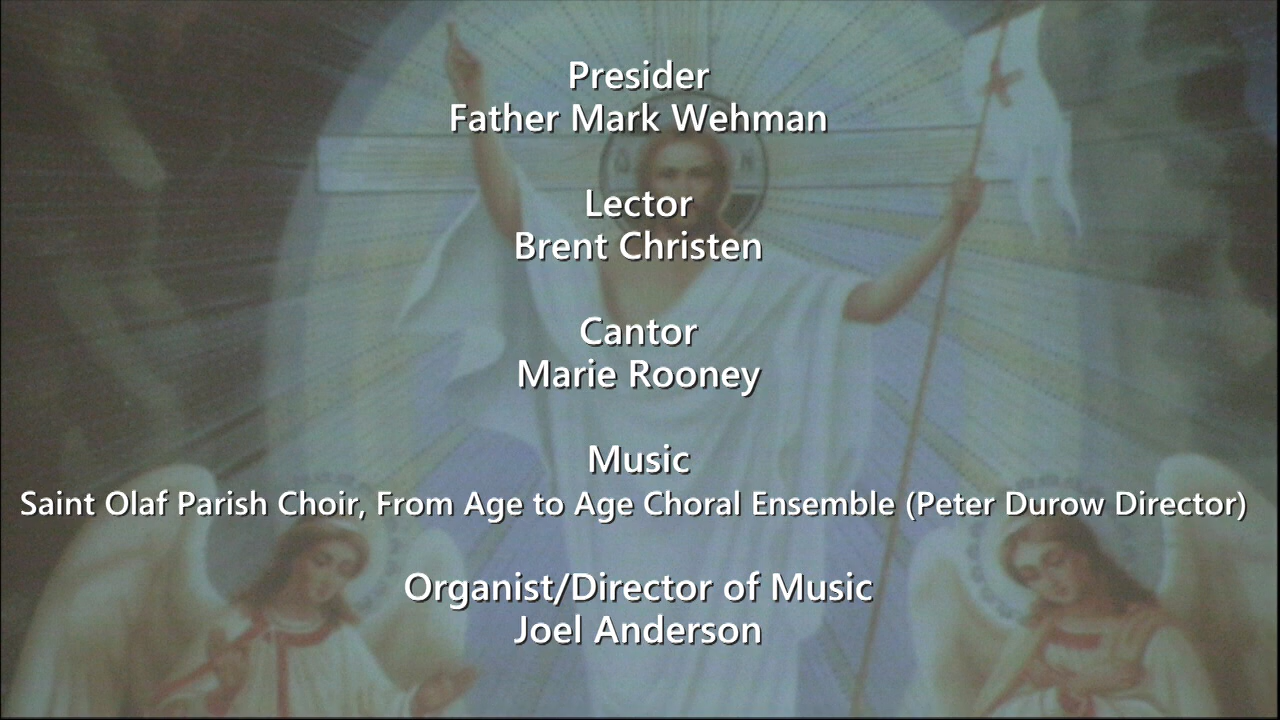 Presider
Father Mark Wehman
Lector
Brent Christen
Cantor
Marie Rooney
Music
Saint Olaf Parish Choir, From Age to Age Choral Ensemble (Peter Durow Director)
Organist/Director of Music
Joel Anderson